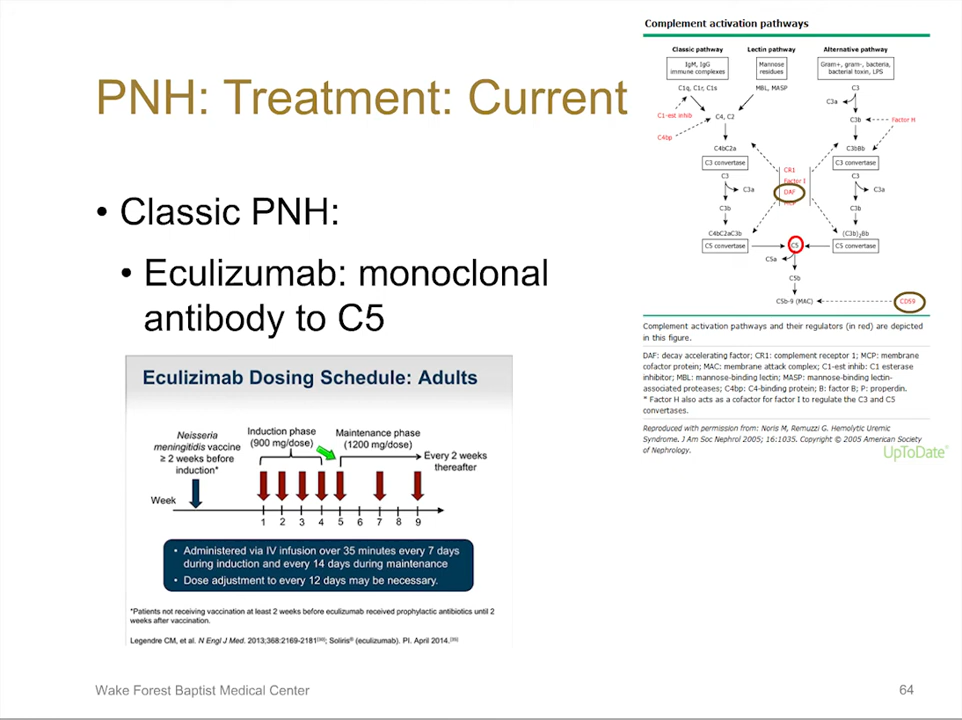 PNH: Treatment: Current
• Classic PNH:
• Eculizumab: monoclonal
antibody to C5
Eculizimab Dosing Schedule: Adults
Neisseria
meningitidis vaccine
≥ 2 weeks before
induction*
Induction phase
(900 mg/dose)
Maintenance phase
(1200 mg/dose)
Every 2 weeks
thereafter
Week
1 2 3 4 5 6 7 8 9
• Administered via IV infusion over 35 minutes every 7 days
during induction and every 14 days during maintenance
• Dose adjustment to every 12 days may be necessary.
*Patients not receiving vaccination at least 2 weeks before eculizumab received prophylactic antibiotics until 2
weeks after vaccination.
Legendre CM, et al. N Engl J Med. 2013;368:2169-2181[30]; Soliris® (eculizumab). PI. April 2014.[35]
Complement activation pathways
Classic pathway Lectin pathway Alternative pathway
IgM, IgG
immune complexes
Mannose
residues
Gram+, gram-, bacteria,
bacterial toxin, LPS
C1q, C1r, C1s MBL, MASP C3
C3a
C1-est inhib C4, C2 C3b Factor H
C4bp
C4bC2a C3bBb
C3 convertase C3 convertase
CR1
Factor I
DAF
MCP
C3 C3
C3a C3a
C3b C3b
C4bC2aC3b (C3b)2Bb
C5 convertase C5 C5 convertase
C5a
C5b
C5b-9 (MAC) CD59
Complement activation pathways and their regulators (in red) are depicted
in this figure.
DAF: decay accelerating factor; CR1: complement receptor 1; MCP: membrane
cofactor protein; MAC: membrane attack complex; C1-est inhib: C1 esterase
inhibitor; MBL: mannose-binding lectin; MASP: mannose-binding lectin-
associated proteases; C4bp: C4-binding protein; B: factor B; P: properdin.
* Factor H also acts as a cofactor for factor I to regulate the C3 and C5
convertases.
Reproduced with permission from: Noris M, Remuzzi G. Hemolytic Uremic
Syndrome. J Am Soc Nephrol 2005; 16:1035. Copyright © 2005 American Society
of Nephrology.
UpToDate®
Wake Forest Baptist Medical Center
64